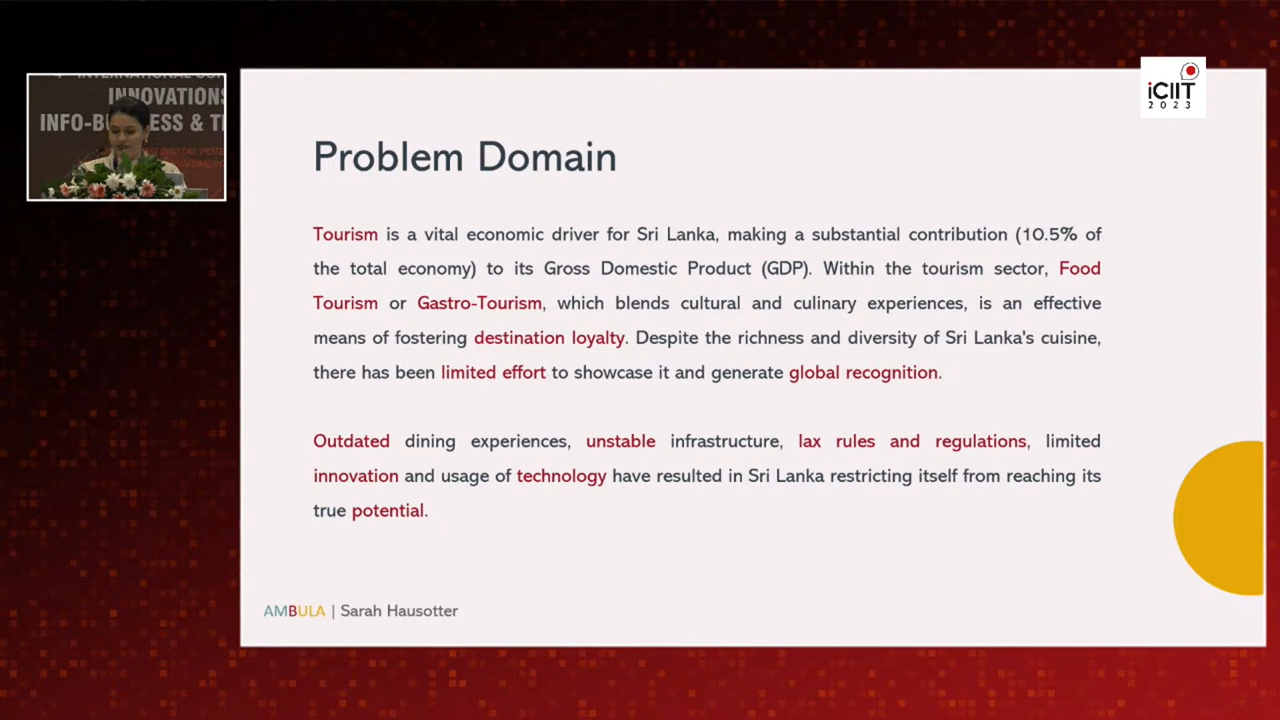 INTERNATIONAL
INNOVATIONS
INFO-B
ESS & T
iCIIT
2023
Problem Domain
Tourism is a vital economic driver for Sri Lanka, making a substantial contribution (10.5% of
the total economy) to its Gross Domestic Product (GDP). Within the tourism sector, Food
Tourism or Gastro-Tourism, which blends cultural and culinary experiences, is an effective
means of fostering destination loyalty. Despite the richness and diversity of Sri Lanka's cuisine,
there has been limited effort to showcase it and generate global recognition.
Outdated dining experiences, unstable infrastructure, lax rules and regulations, limited
innovation and usage of technology have resulted in Sri Lanka restricting itself from reaching its
true potential.
AMBULA | Sarah Hausotter